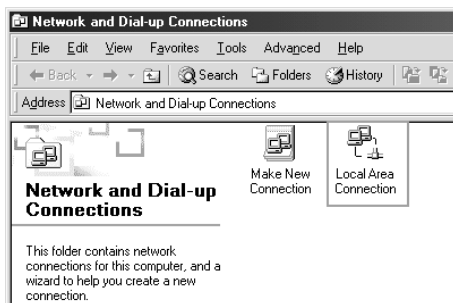 Network and Dial-up Connections
File Edit View Favorites Tools Advanced Help
Back Search Folders History
Address Network and Dial-up Connections
Make New Connection
Local Area Connection
Network and Dial-up Connections
This folder contains network
connections for this computer, and a
wizard to help you create a new
connection.